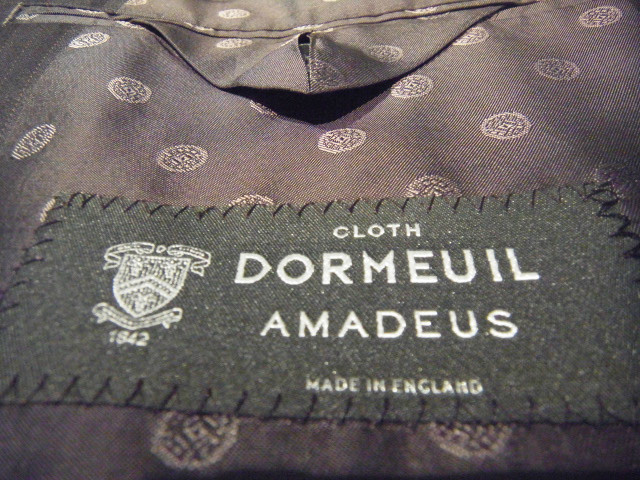 CLOTH
DORMEUIL
AMADEUS
1842
MADE IN ENGLAND